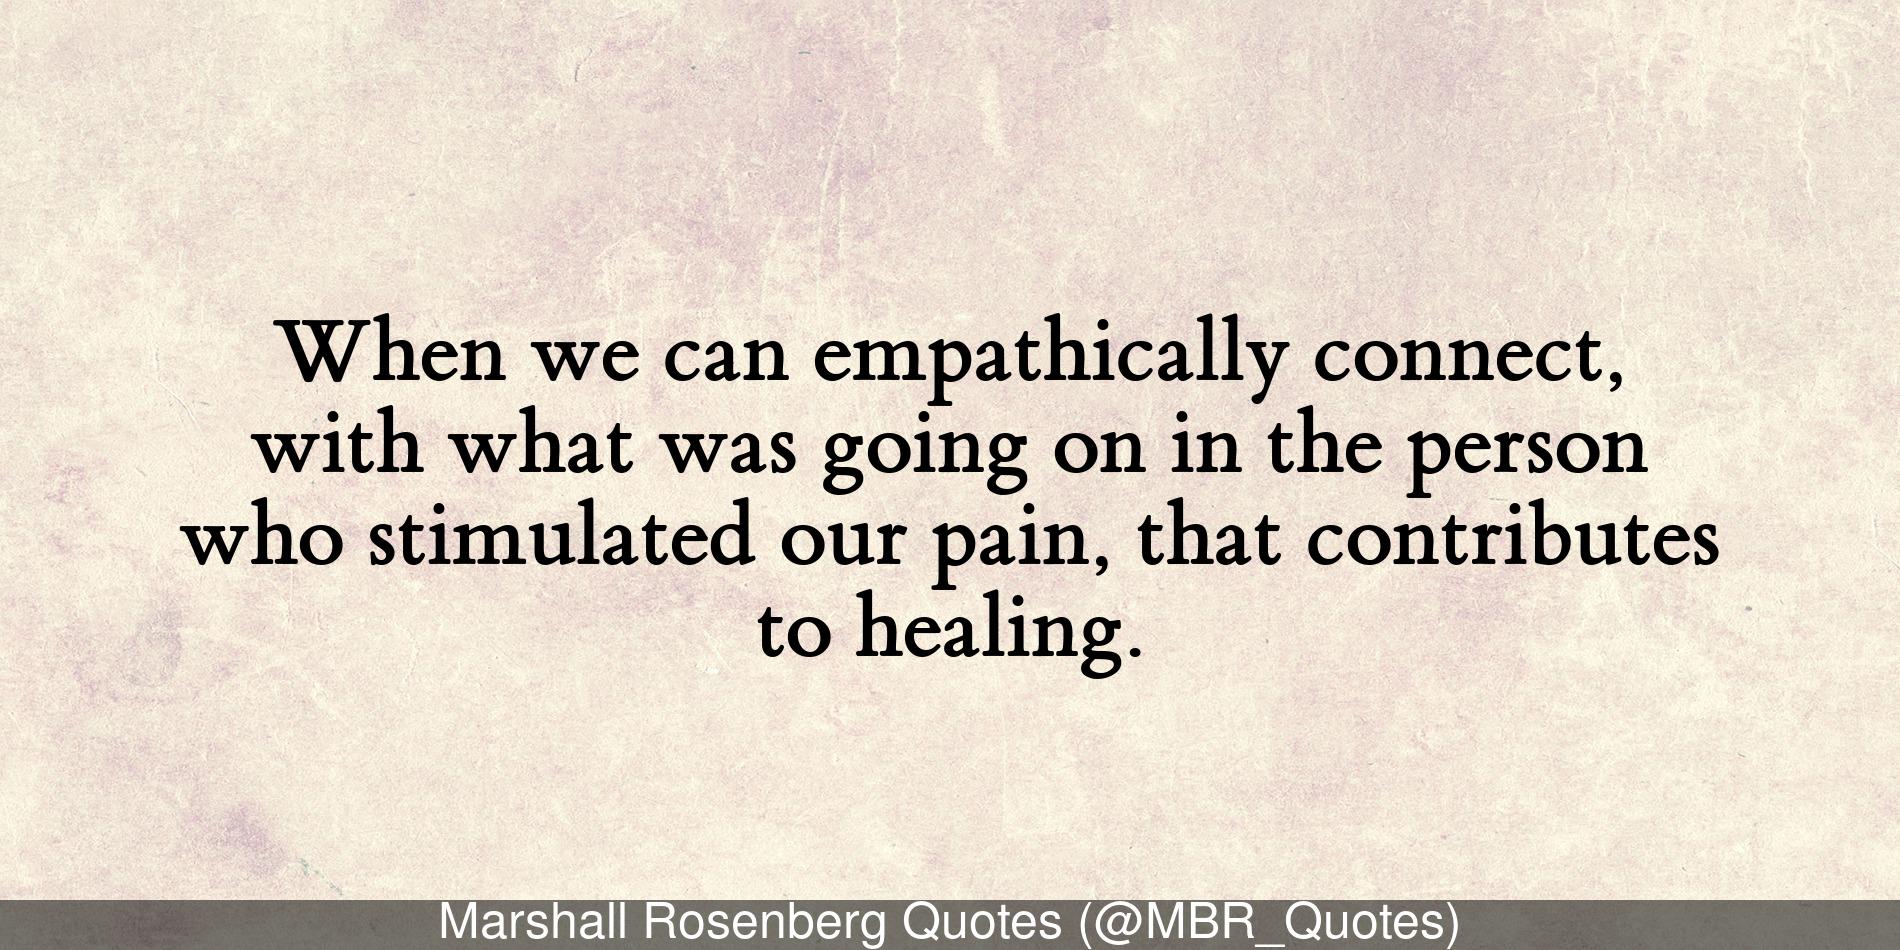 When we can empathically connect,
with what was going on in the person
who stimulated our pain, that contributes
to healing.
Marshall Rosenberg Quotes (@MBR_Quotes)